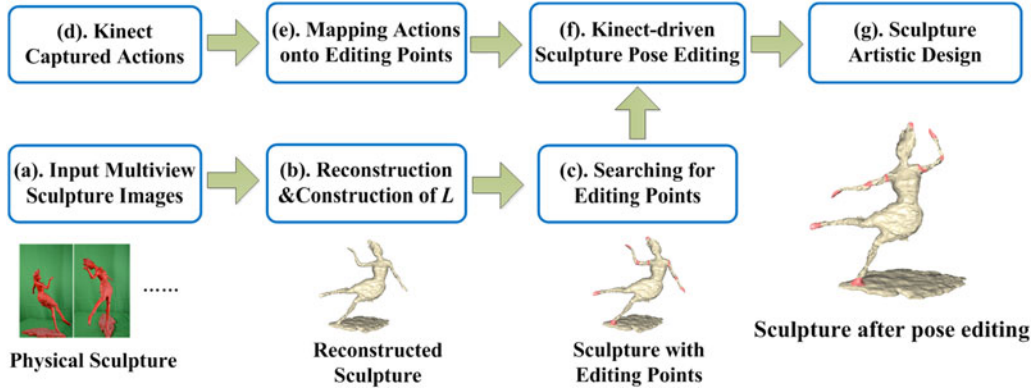 (d). Kinect
Captured Actions
(e). Mapping Actions
onto Editing Points
(f). Kinect-driven
Sculpture Pose Editing
(g). Sculpture
Artistic Design
(a). Input Multiview
Sculpture Images
(b). Reconstruction
&Construction of L
(c). Searching for
Editing Points
......
Physical Sculpture
Reconstructed
Sculpture
Sculpture with
Editing Points
Sculpture after pose editing